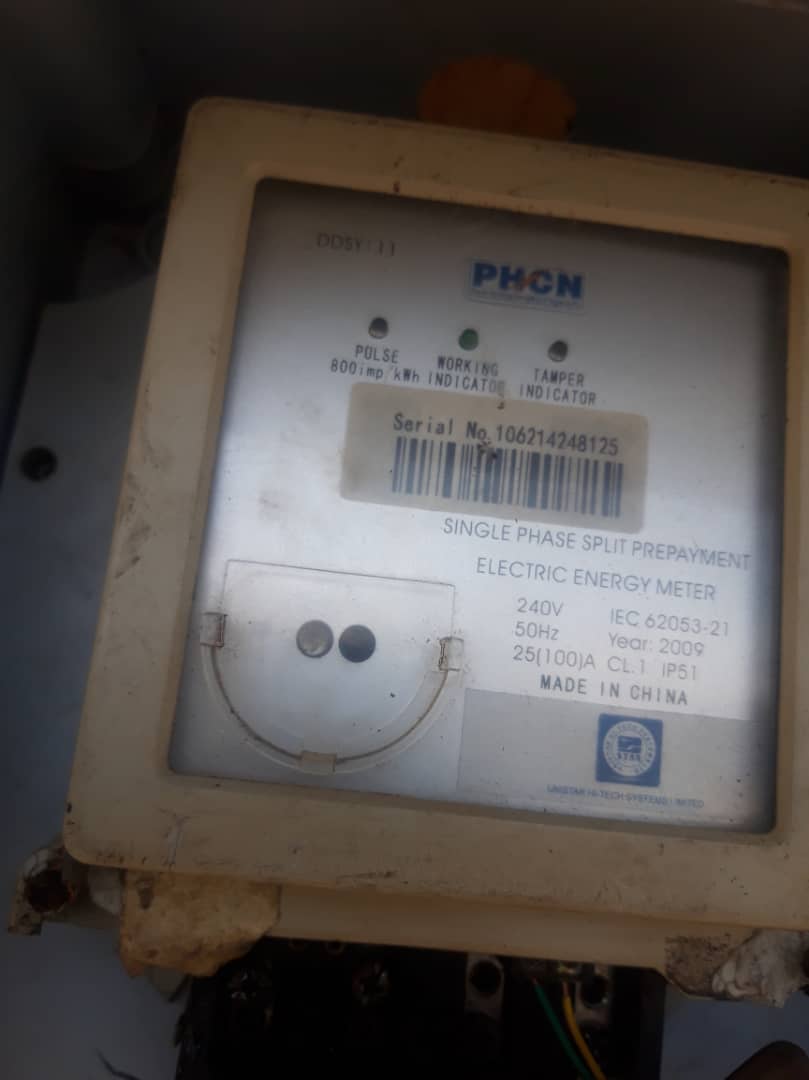 PHCN
PULSE
800imp/kWh
WORKING
INDICATOR
TAMPER
INDICATOR
Serial No.106214248125
SINGLE PHASE SPLIT PREPAYMENT
ELECTRIC ENERGY METER
240V IEC 62053-21
50Hz Year: 2009
25(100)A CL.1 IP51
MADE IN CHINA
UNISTAR HI-TECH SYSTEMS LIMITED